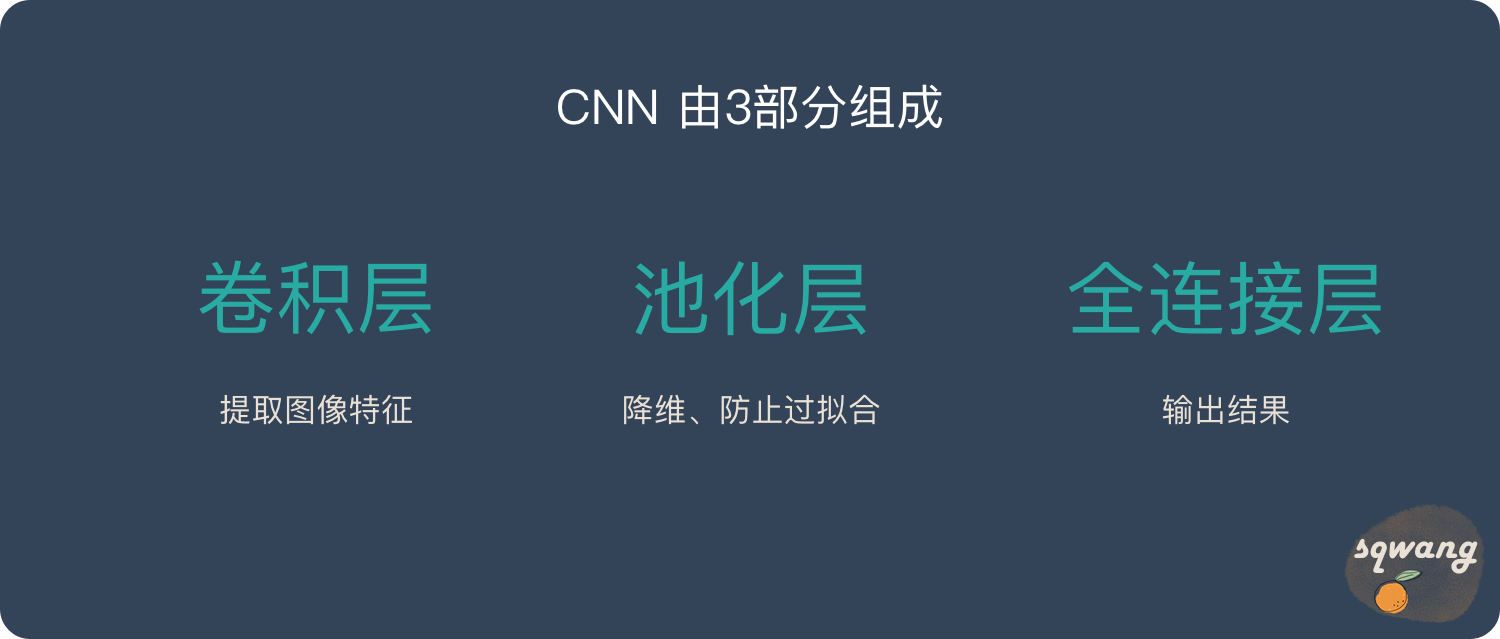 CNN 由3部分组成
卷积层 池化层 全连接层
提取图像特征 降维、防止过拟合 输出结果
sqwang